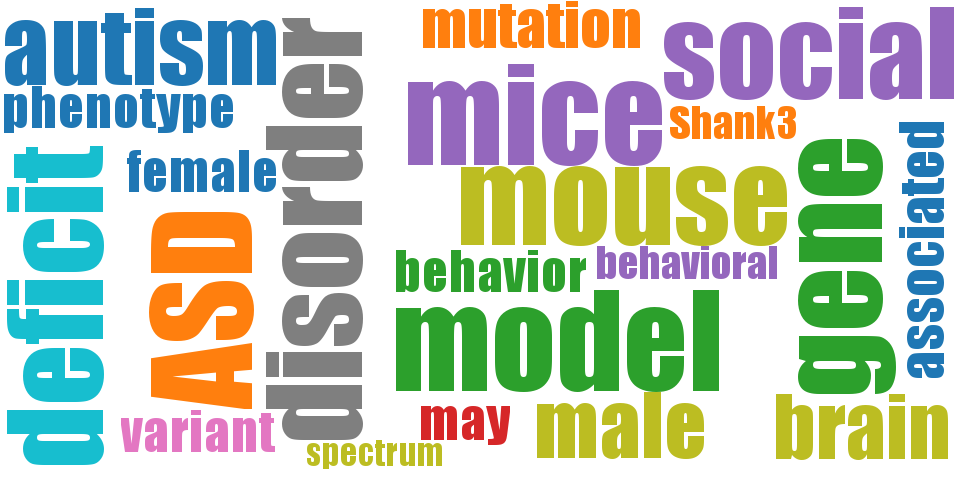 autism
phenotype
deficit
female
ASD
variant
disorder
spectrum
mutation
social
mice
Shank3
mouse
gene
associated
behavior
behavioral
model
may
male
brain